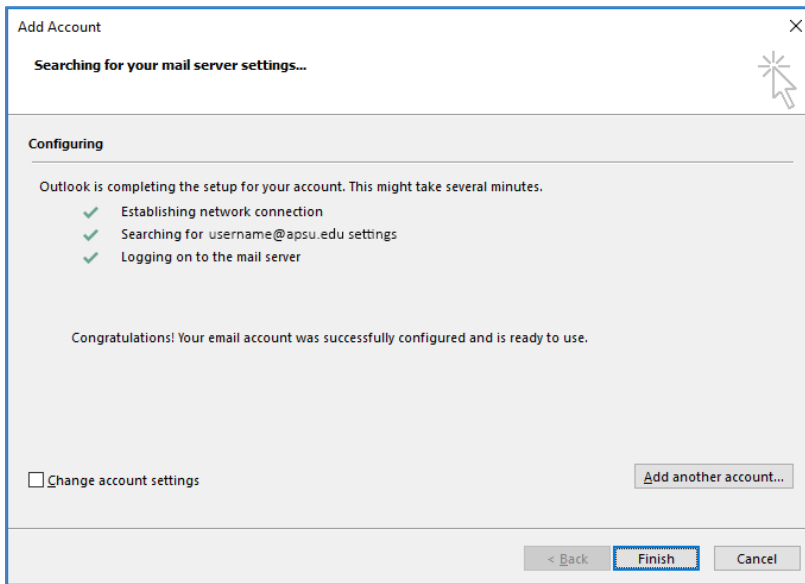 Add Account
Searching for your mail server settings...
Configuring
Outlook is completing the setup for your account. This might take several minutes.
Establishing network connection
Searching for username@apsu.edu settings
Logging on to the mail server
Congratulations! Your email account was successfully configured and is ready to use.
Change account settings
Add another account...
< Back
Finish
Cancel